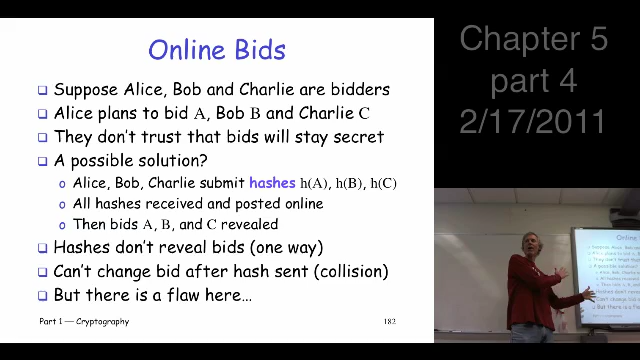 Online Bids
Suppose Alice, Bob and Charlie are bidders
Alice plans to bid A, Bob B and Charlie C
They don't trust that bids will stay secret
A possible solution?
Alice, Bob, Charlie submit hashes h(A), h(B), h(C)
All hashes received and posted online
Then bids A, B, and C revealed
Hashes don't reveal bids (one way)
Can't change bid after hash sent (collision)
But there is a flaw here…
Part 1 — Cryptography
182
Chapter 5
part 4
2/17/2011